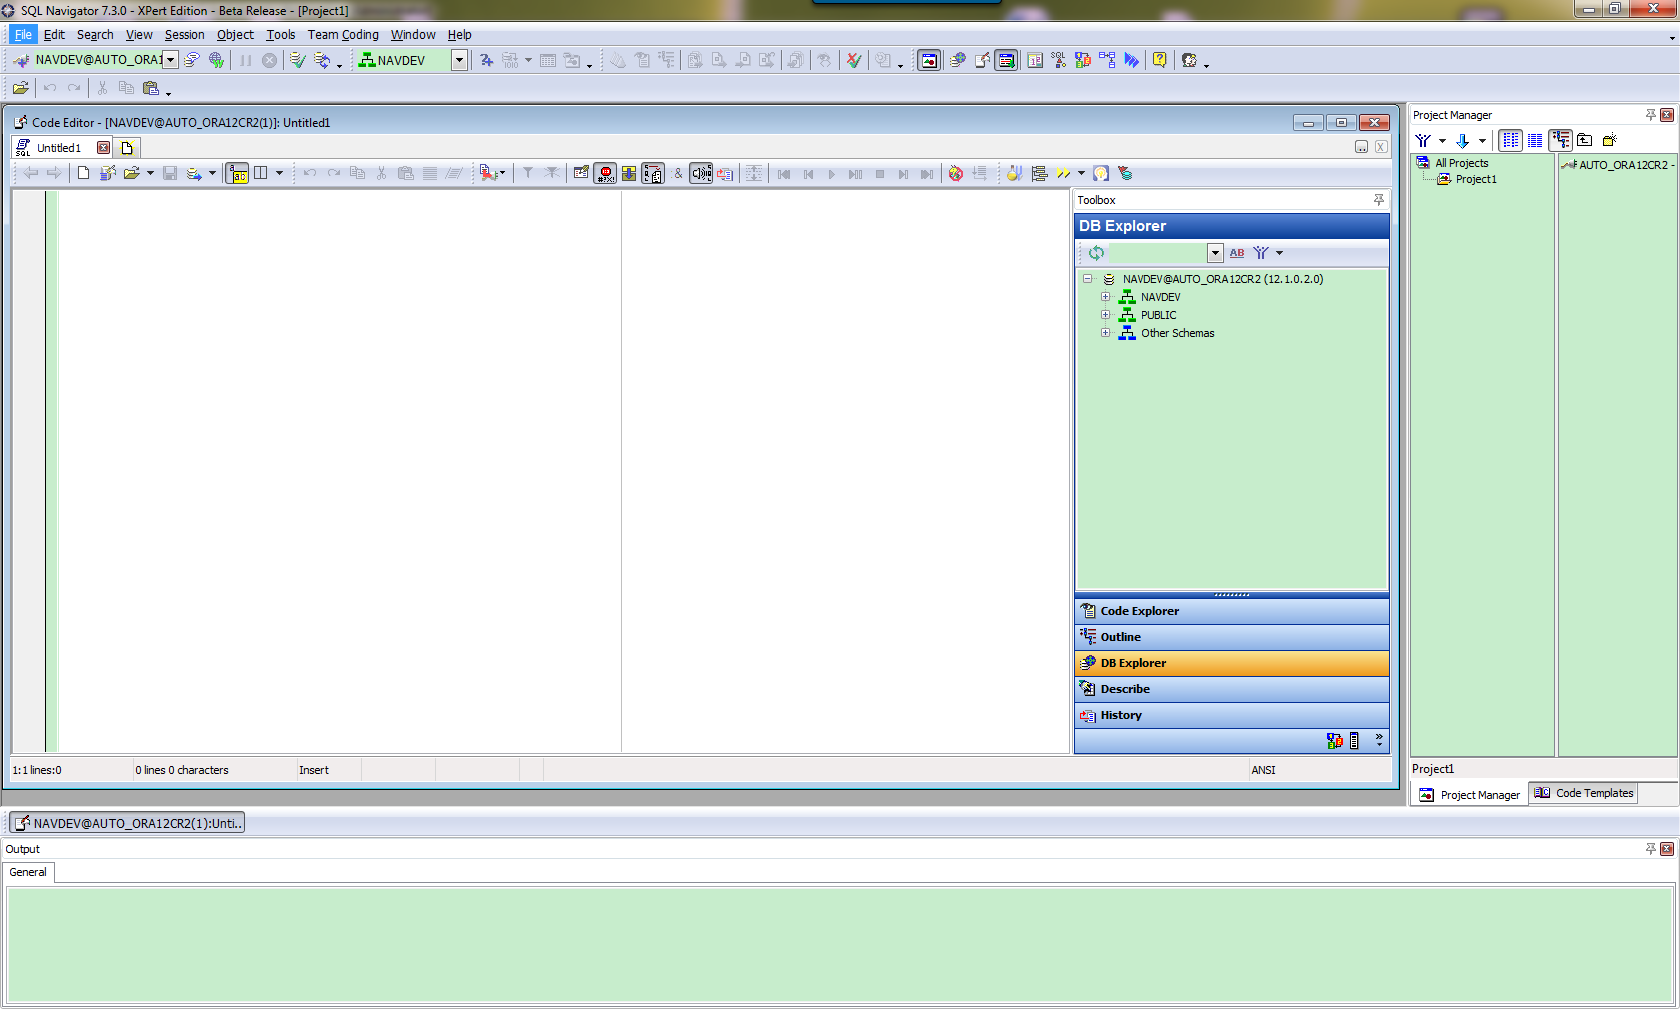 SQL Navigator 7.3.0 - XPert Edition - Beta Release - [Project1]
File Edit Search View Session Object Tools Team Coding Window Help
NAVDEV@AUTO_ORA1 NAVDEV
Code Editor - [NAVDEV@AUTO_ORA12CR2(1)]: Untitled1
Untitled1
Toolbox
DB Explorer
AB
NAVDEV@AUTO_ORA12CR2 (12.1.0.2.0)
NAVDEV
PUBLIC
Other Schemas
Code Explorer
Outline
DB Explorer
Describe
History
1:1 lines:0 0 lines 0 characters Insert ANSI
Project Manager
All Projects
Project1
AUTO_ORA12CR2 -
Project1
Project Manager Code Templates
NAVDEV@AUTO_ORA12CR2(1):Unti..
Output
General